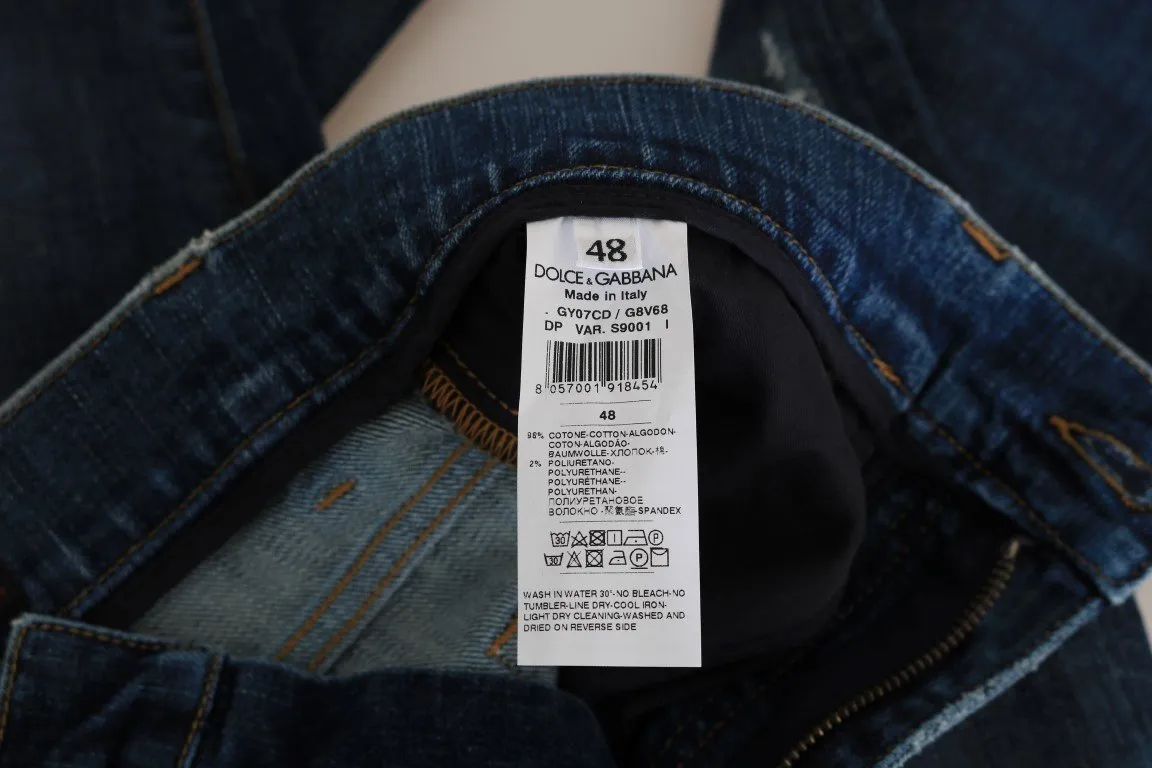 48
DOLCE & GABBANA
Made in Italy
GY07CD / G8V68
DP VAR. S9001 I
8 057001 918454
48
98% COTONE-COTTON-ALGODON-
COTON-ALGODÃO-
BAUMWOLLE-ХЛОПОК-棉-
2% POLIURETANO-
POLYURETHANE--
POLYURÉTHANE--
POLYURETHAN-
ПОЛИУРЕТАНОВОЕ
ВОЛОКНО-SPANDEX
30 P
30 P
WASH IN WATER 30°-NO BLEACH-NO
TUMBLER-LINE DRY-COOL IRON-
LIGHT DRY CLEANING-WASHED AND
DRIED ON REVERSE SIDE